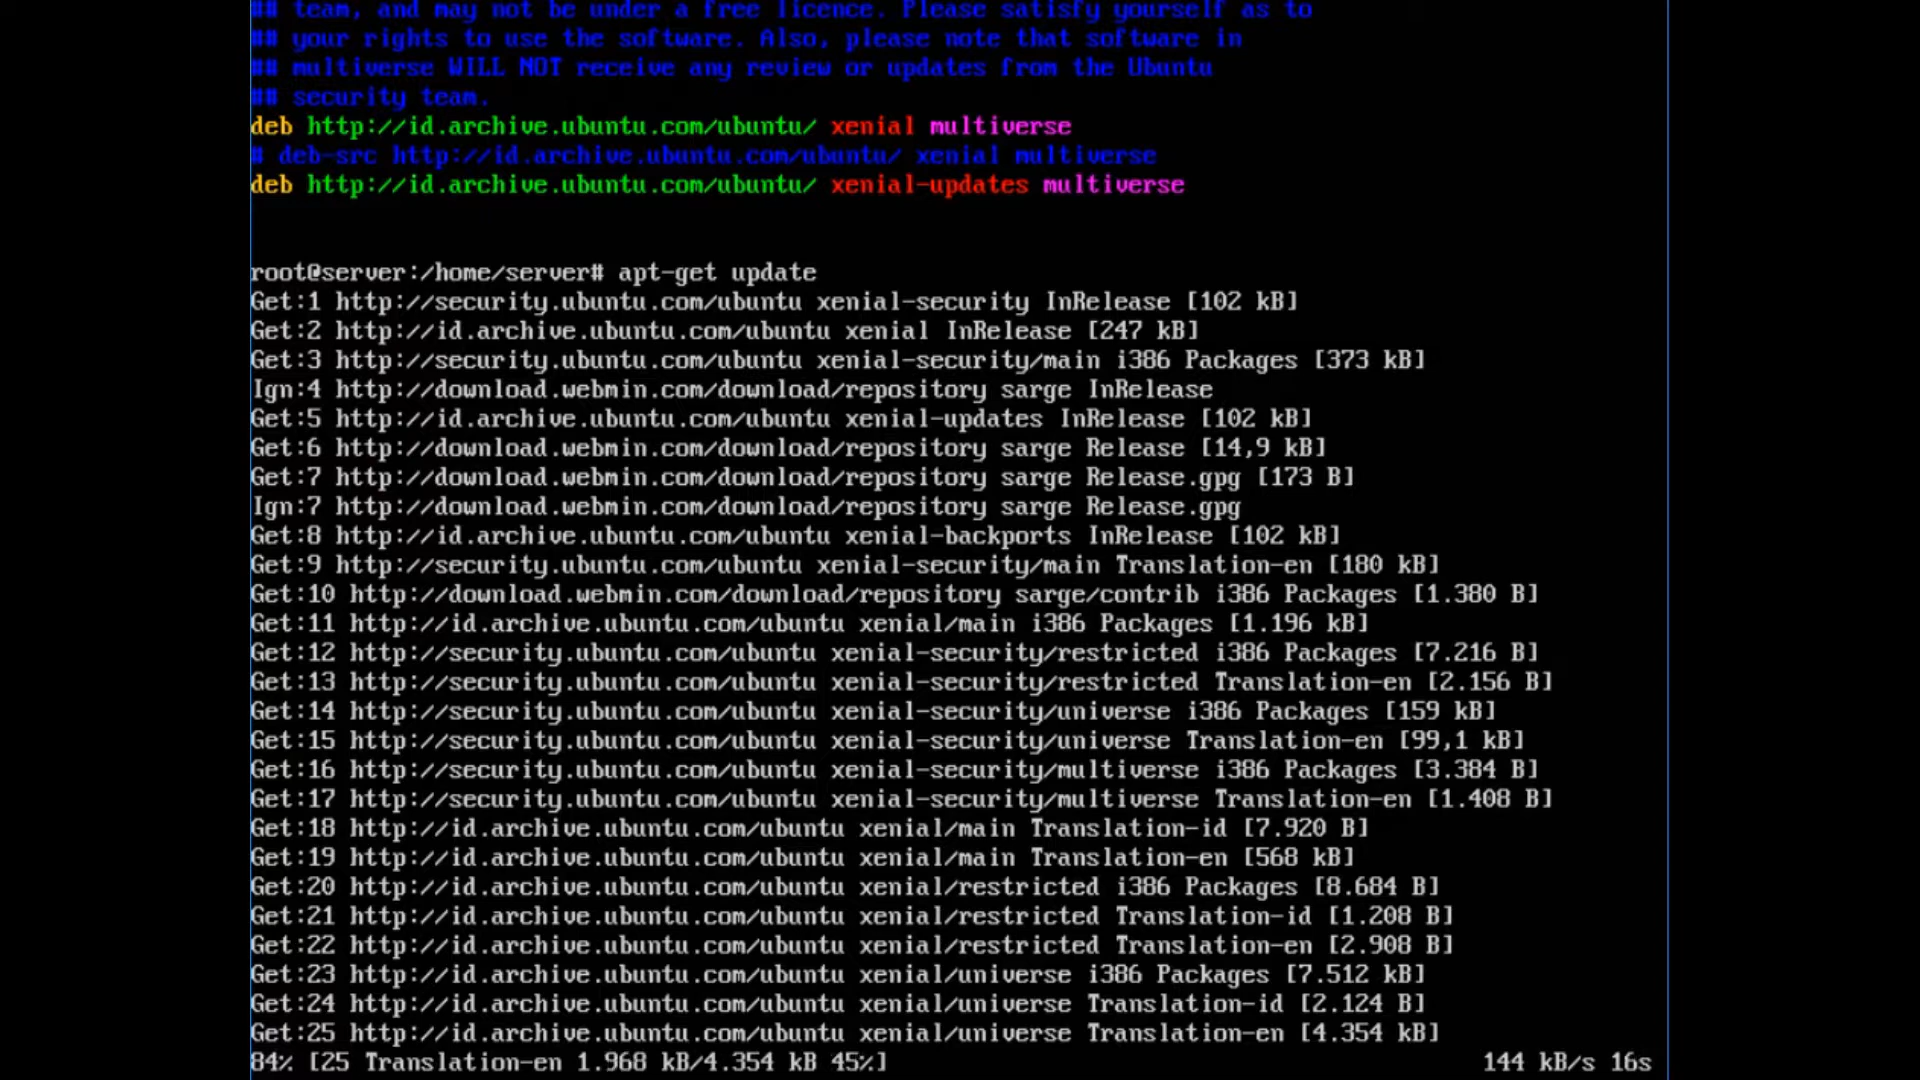 ## team, and may not be under a free licence. Please satisfy yourself as to
## your rights to use the software. Also, please note that software in
## multiverse WILL NOT receive any review or updates from the Ubuntu
## security team.
deb http://id.archive.ubuntu.com/ubuntu/ xenial multiverse
# deb-src http://id.archive.ubuntu.com/ubuntu/ xenial multiverse
deb http://id.archive.ubuntu.com/ubuntu/ xenial-updates multiverse
root@server:/home/server# apt-get update
Get:1 http://security.ubuntu.com/ubuntu xenial-security InRelease [102 kB]
Get:2 http://id.archive.ubuntu.com/ubuntu xenial InRelease [247 kB]
Get:3 http://security.ubuntu.com/ubuntu xenial-security/main i386 Packages [373 kB]
Ign:4 http://download.webmin.com/download/repository sarge InRelease
Get:5 http://id.archive.ubuntu.com/ubuntu xenial-updates InRelease [102 kB]
Get:6 http://download.webmin.com/download/repository sarge Release [14,9 kB]
Get:7 http://download.webmin.com/download/repository sarge Release.gpg [173 B]
Ign:7 http://download.webmin.com/download/repository sarge Release.gpg
Get:8 http://id.archive.ubuntu.com/ubuntu xenial-backports InRelease [102 kB]
Get:9 http://security.ubuntu.com/ubuntu xenial-security/main Translation-en [180 kB]
Get:10 http://download.webmin.com/download/repository sarge/contrib i386 Packages [1.380 B]
Get:11 http://id.archive.ubuntu.com/ubuntu xenial/main i386 Packages [1.196 kB]
Get:12 http://security.ubuntu.com/ubuntu xenial-security/restricted i386 Packages [7.216 B]
Get:13 http://security.ubuntu.com/ubuntu xenial-security/restricted Translation-en [2.156 B]
Get:14 http://security.ubuntu.com/ubuntu xenial-security/universe i386 Packages [159 kB]
Get:15 http://security.ubuntu.com/ubuntu xenial-security/universe Translation-en [99,1 kB]
Get:16 http://security.ubuntu.com/ubuntu xenial-security/multiverse i386 Packages [3.384 B]
Get:17 http://security.ubuntu.com/ubuntu xenial-security/multiverse Translation-en [1.408 B]
Get:18 http://id.archive.ubuntu.com/ubuntu xenial/main Translation-id [7.920 B]
Get:19 http://id.archive.ubuntu.com/ubuntu xenial/main Translation-en [568 kB]
Get:20 http://id.archive.ubuntu.com/ubuntu xenial/restricted i386 Packages [8.684 B]
Get:21 http://id.archive.ubuntu.com/ubuntu xenial/restricted Translation-id [1.208 B]
Get:22 http://id.archive.ubuntu.com/ubuntu xenial/restricted Translation-en [2.908 B]
Get:23 http://id.archive.ubuntu.com/ubuntu xenial/universe i386 Packages [7.512 kB]
Get:24 http://id.archive.ubuntu.com/ubuntu xenial/universe Translation-id [2.124 B]
Get:25 http://id.archive.ubuntu.com/ubuntu xenial/universe Translation-en [4.354 kB]
84% [25 Translation-en 1.968 kB/4.354 kB 45%] 144 kB/s 16s